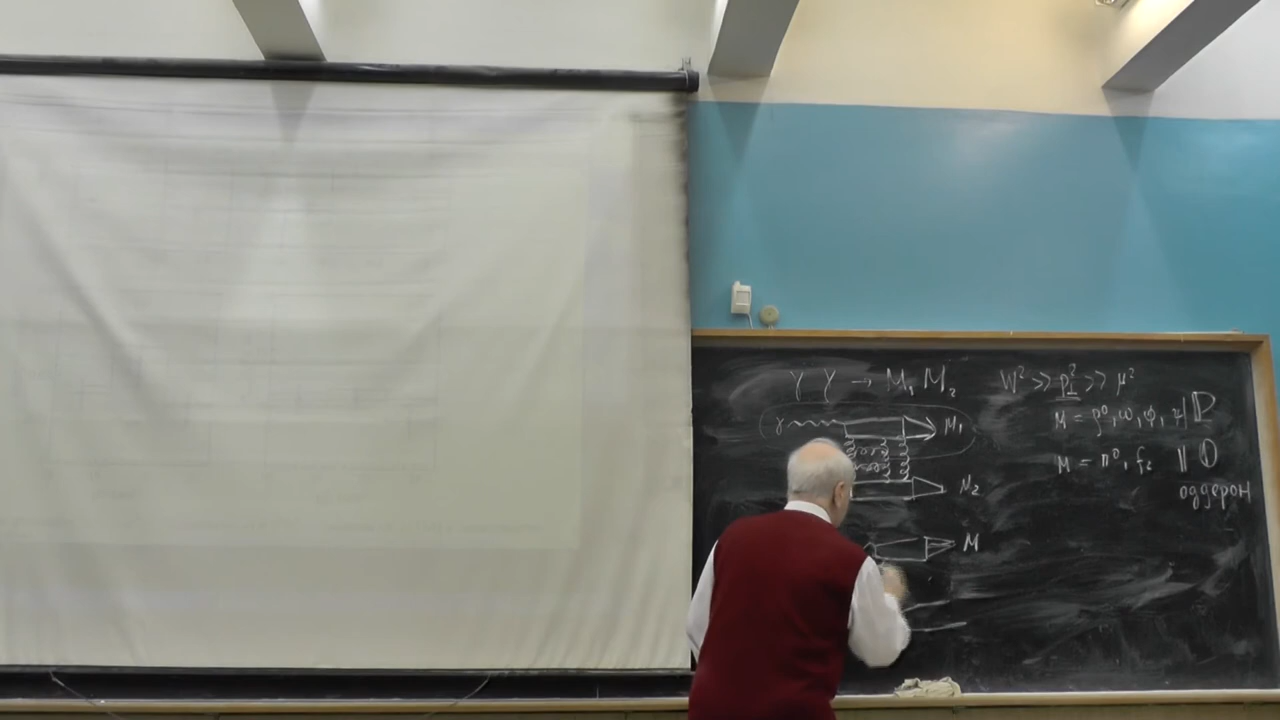 γ γ → M₁ M₂ W² >> p⊥² >> μ²
γ M₁
M = ρ⁰, ω, φ, ψ | P
M = π⁰, f₂ || O
M₂
оддерон
M